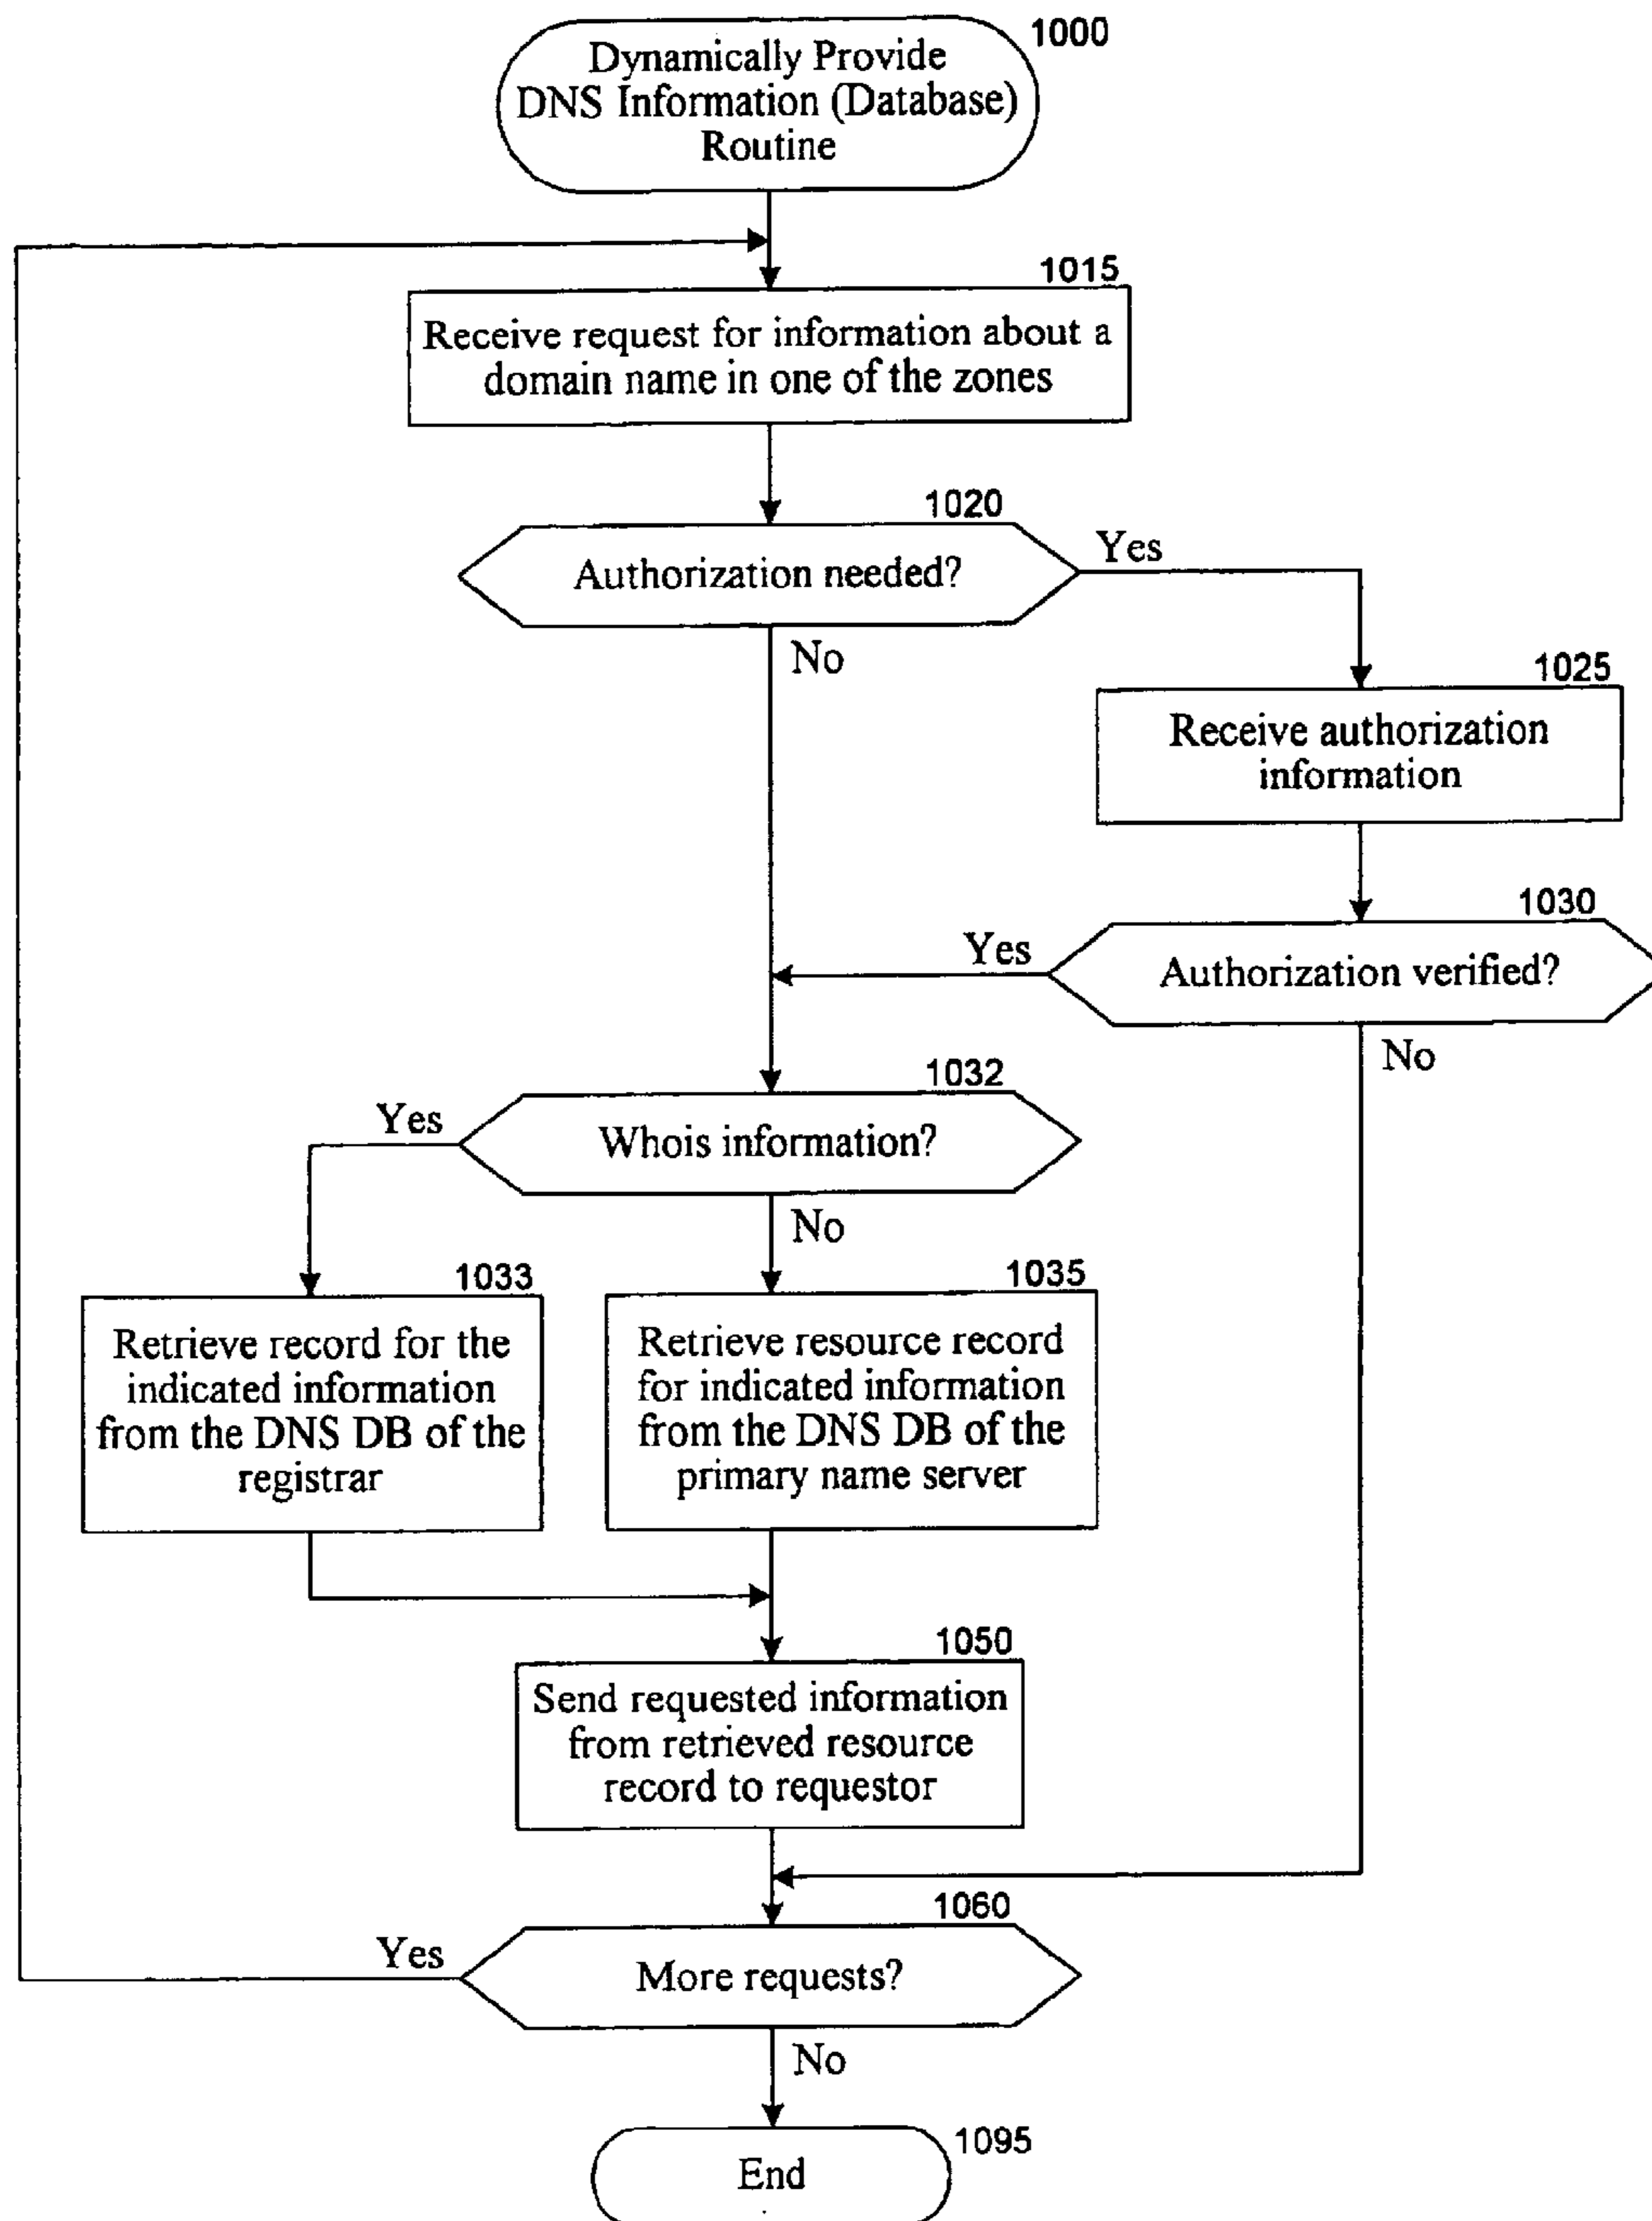 1000
Dynamically Provide
DNS Information (Database)
Routine
1015
Receive request for information about a
domain name in one of the zones
1020
Authorization needed?
Yes
No
1025
Receive authorization
information
1030
Authorization verified?
Yes
No
1032
Whois information?
Yes
No
1033
Retrieve record for the
indicated information
from the DNS DB of the
registrar
1035
Retrieve resource record
for indicated information
from the DNS DB of the
primary name server
1050
Send requested information
from retrieved resource
record to requestor
1060
More requests?
Yes
No
1095
End